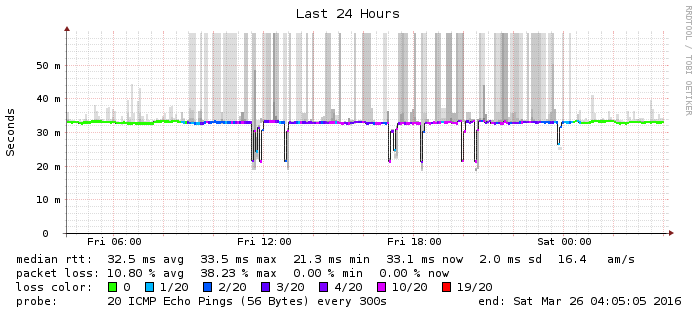 Last 24 Hours
RRDTOOL / TOBI OETIKER
Seconds
50 m
40 m
30 m
20 m
10 m
0
Fri 06:00 Fri 12:00 Fri 18:00 Sat 00:00
median rtt: 32.5 ms avg 33.5 ms max 21.3 ms min 33.1 ms now 2.0 ms sd 16.4 am/s
packet loss: 10.80 % avg 38.23 % max 0.00 % min 0.00 % now
loss color: 0 1/20 2/20 3/20 4/20 10/20 19/20
probe: 20 ICMP Echo Pings (56 Bytes) every 300s end: Sat Mar 26 04:05:05 2016